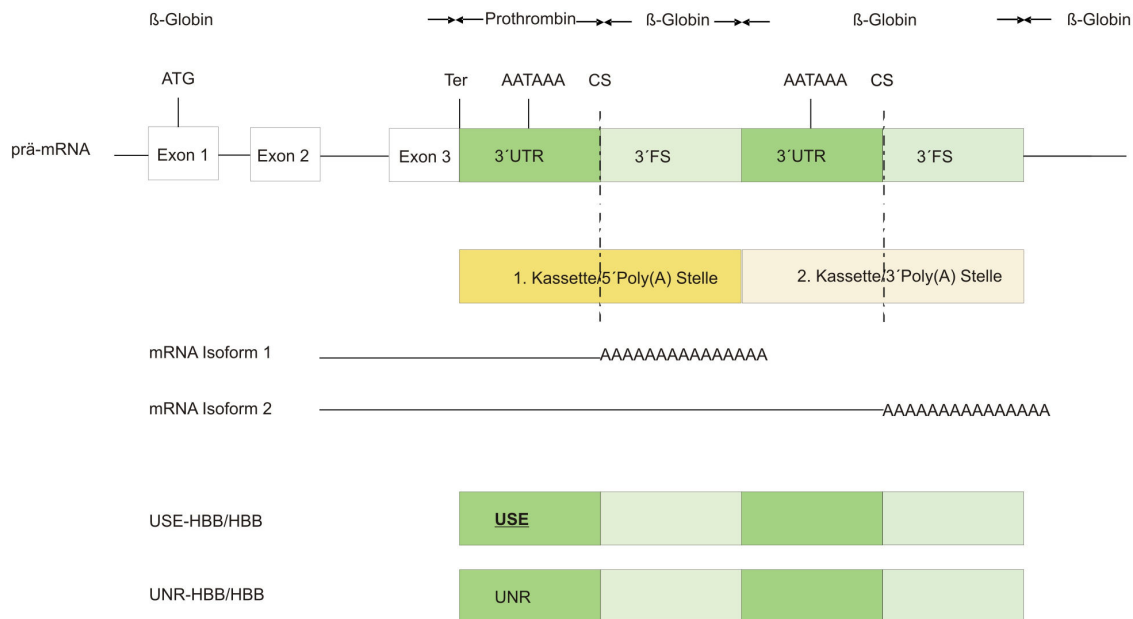 ß-Globin Prothrombin ß-Globin ß-Globin ß-Globin
ATG Ter AATAAA CS AATAAA CS
prä-mRNA Exon 1 Exon 2 Exon 3 3´UTR 3´FS 3´UTR 3´FS
1. Kassette/5´Poly(A) Stelle 2. Kassette/3´Poly(A) Stelle
mRNA Isoform 1 AAAAAAAAAAAAAAA
mRNA Isoform 2 AAAAAAAAAAAAAAA
USE-HBB/HBB USE
UNR-HBB/HBB UNR